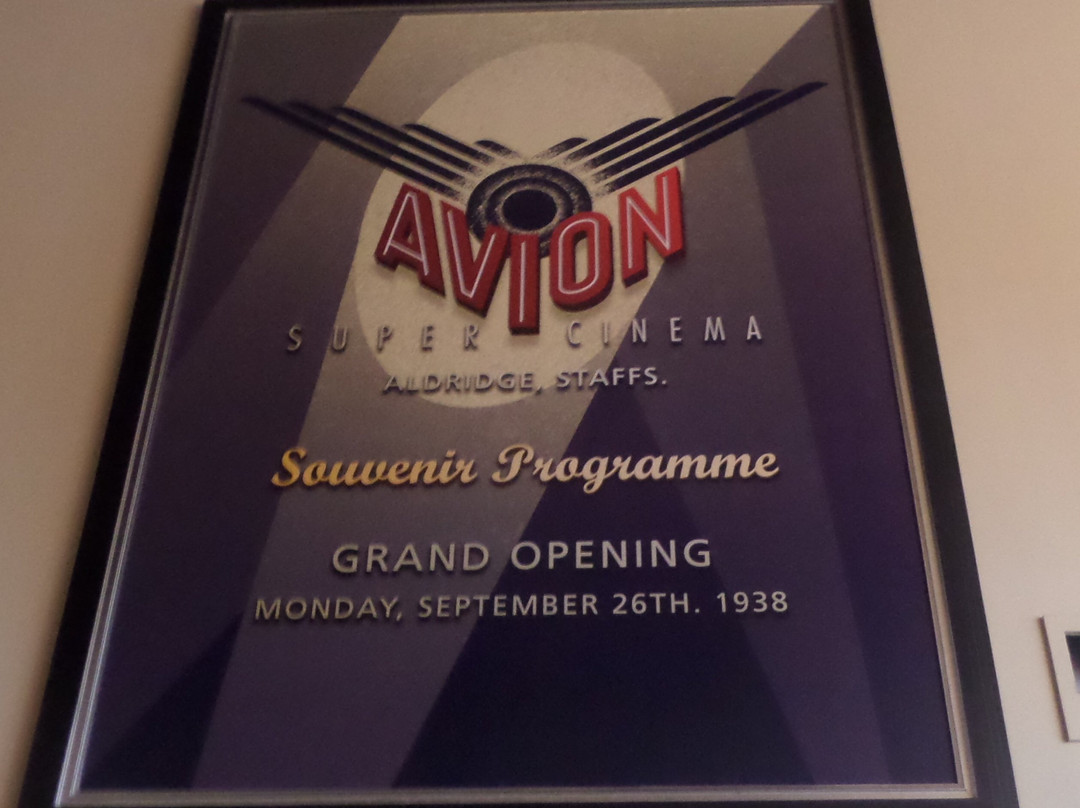 AVION
SUPER CINEMA
ALDRIDGE, STAFFS.
Souvenir Programme
GRAND OPENING
MONDAY, SEPTEMBER 26TH. 1938